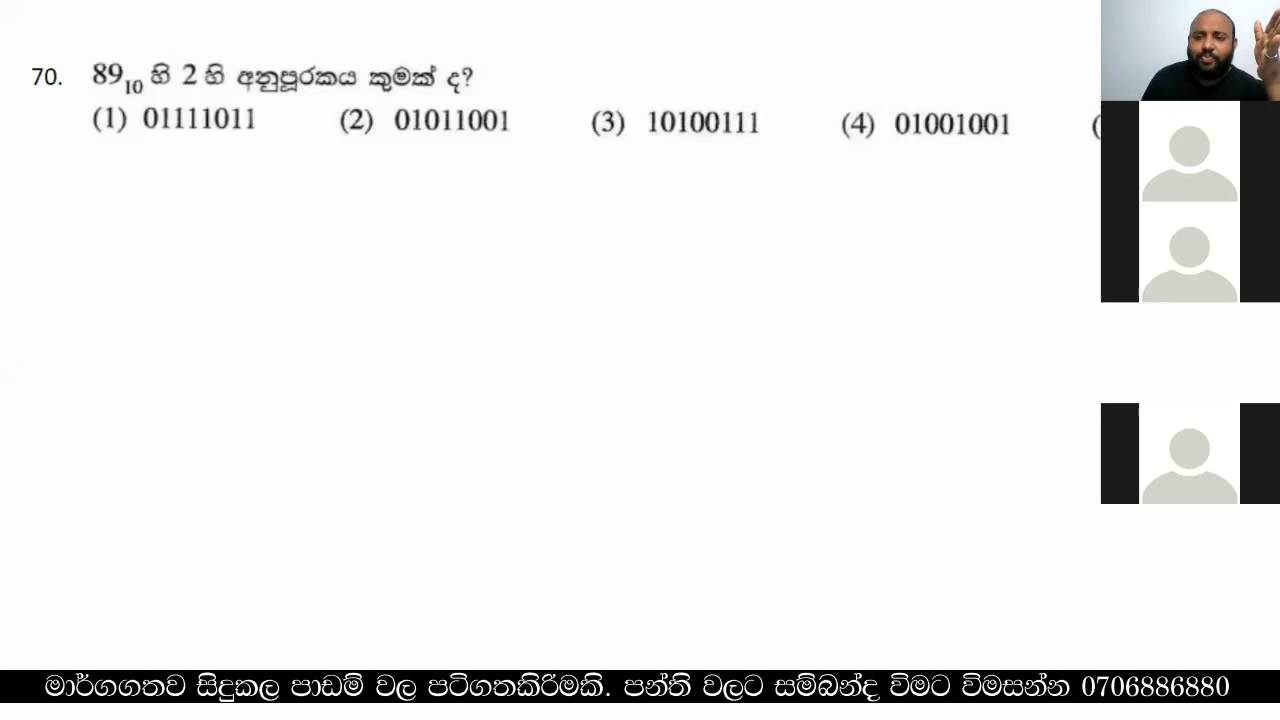 70. 89₁₀ හි 2 හි අනුපූරකය කුමක් ද?
(1) 01111011 (2) 01011001 (3) 10100111 (4) 01001001 (
මාර්ගගතව සිදුකල පාඩම් වල පටිගතකිරිමකි. පන්ති වලට සම්බන්ද විමට විමසන්න 0706886880